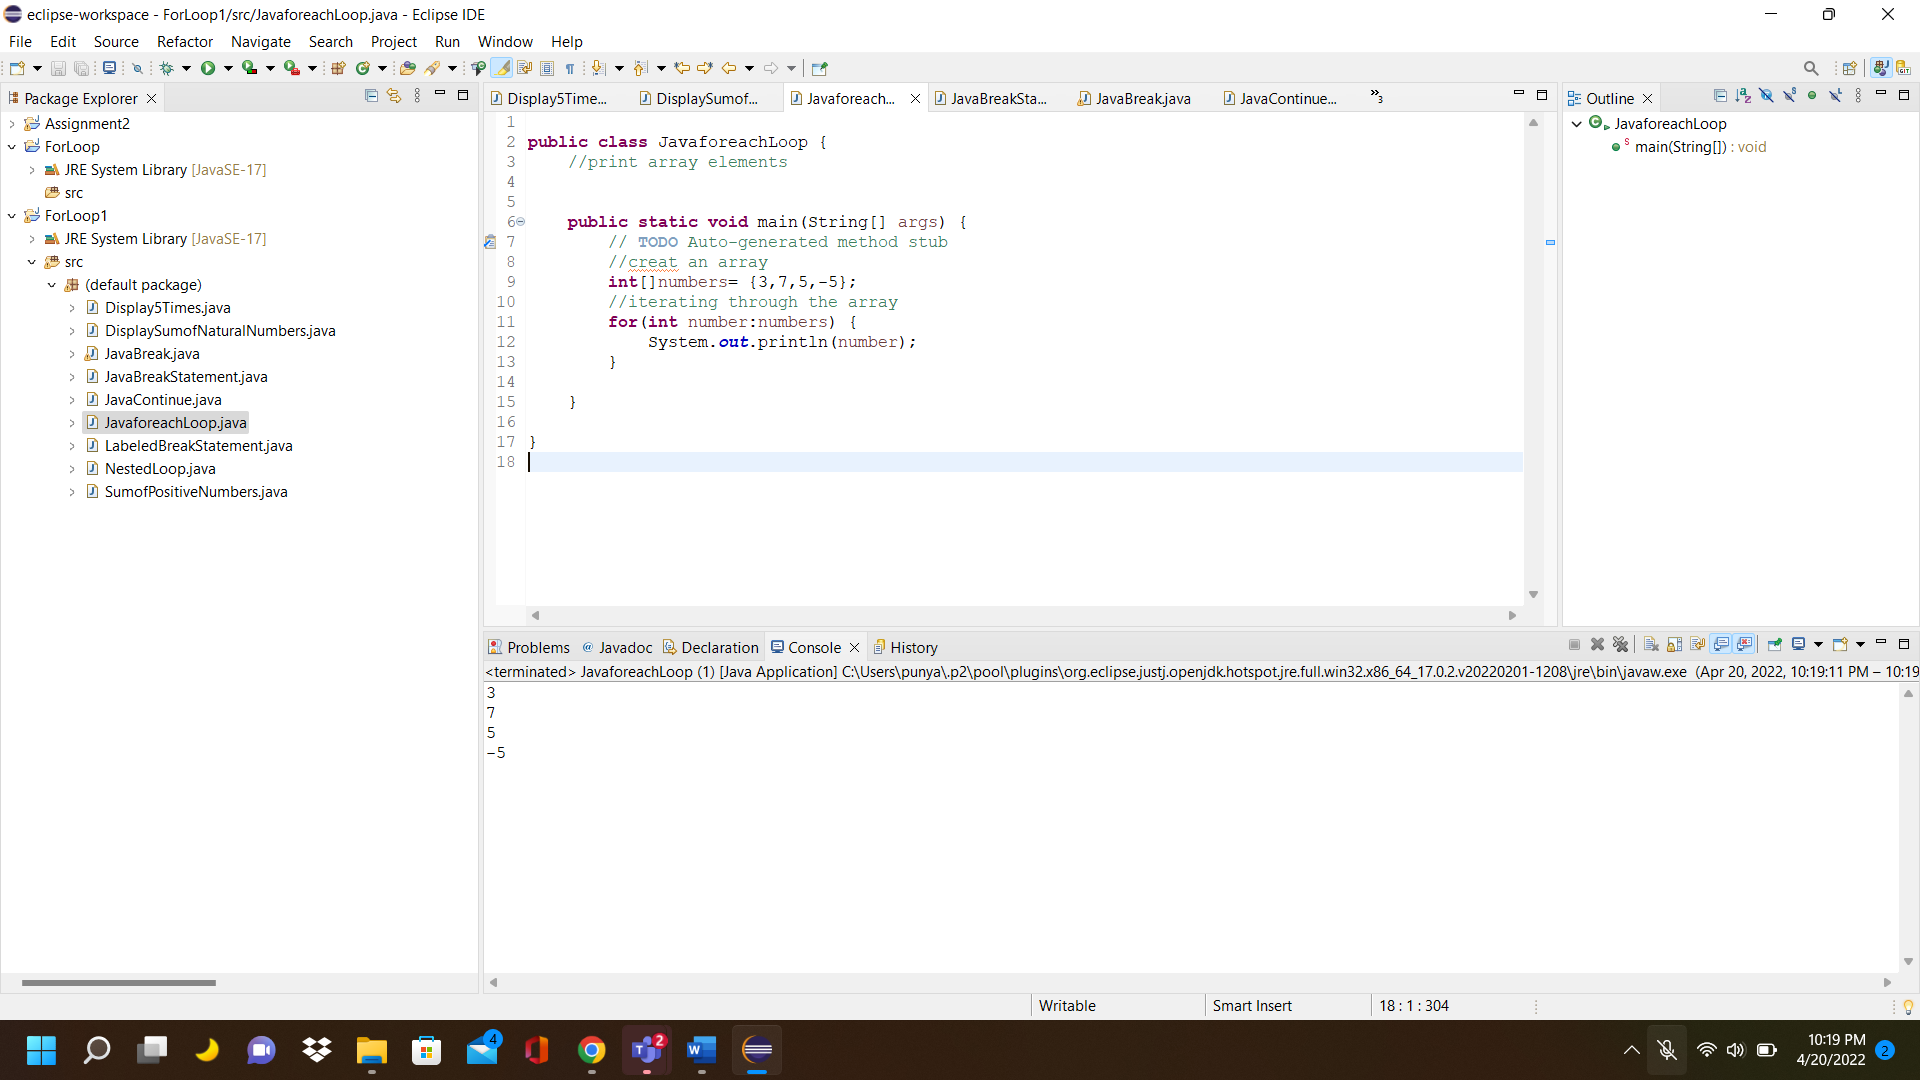 eclipse-workspace - ForLoop1/src/JavaforeachLoop.java - Eclipse IDE
File Edit Source Refactor Navigate Search Project Run Window Help
Package Explorer
Assignment2
ForLoop
JRE System Library [JavaSE-17]
src
ForLoop1
JRE System Library [JavaSE-17]
src
(default package)
Display5Times.java
DisplaySumofNaturalNumbers.java
JavaBreak.java
JavaBreakStatement.java
JavaContinue.java
JavaforeachLoop.java
LabeledBreakStatement.java
NestedLoop.java
SumofPositiveNumbers.java
Display5Time... DisplaySumof... Javaforeach... JavaBreakSta... JavaBreak.java JavaContinue... »3
1
2 public class JavaforeachLoop {
3 //print array elements
4
5
6 public static void main(String[] args) {
7 // TODO Auto-generated method stub
8 //creat an array
9 int[]numbers= {3,7,5,-5};
10 //iterating through the array
11 for(int number:numbers) {
12 System.out.println(number);
13 }
14
15 }
16
17 }
18
Outline
JavaforeachLoop
main(String[]) : void
Problems @ Javadoc Declaration Console History
<terminated> JavaforeachLoop (1) [Java Application] C:\Users\punya\.p2\pool\plugins\org.eclipse.justj.openjdk.hotspot.jre.full.win32.x86_64_17.0.2.v20220201-1208\jre\bin\javaw.exe (Apr 20, 2022, 10:19:11 PM – 10:19
3
7
5
-5
Writable Smart Insert 18 : 1 : 304
4
2
10:19 PM
4/20/2022
2